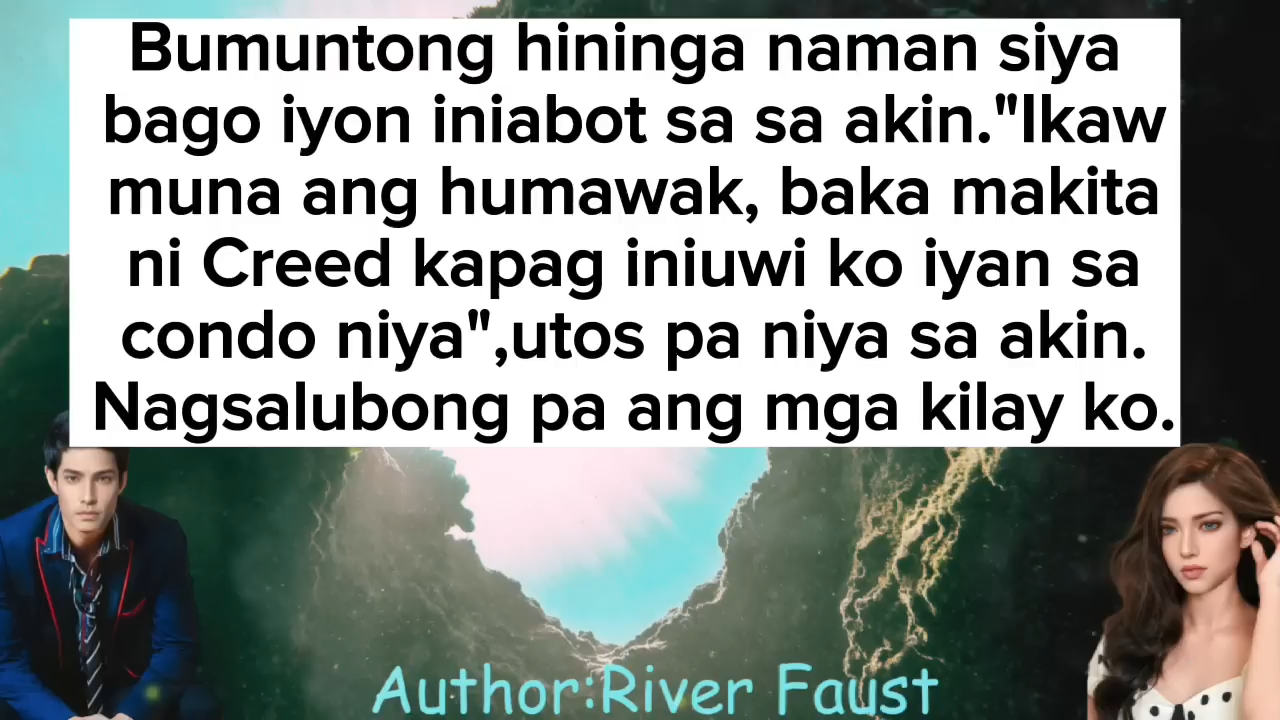 Bumuntong hininga naman siya
bago iyon iniabot sa sa akin."Ikaw
muna ang humawak, baka makita
ni Creed kapag iniuwi ko iyan sa
condo niya",utos pa niya sa akin.
Nagsalubong pa ang mga kilay ko.
Author:River Faust